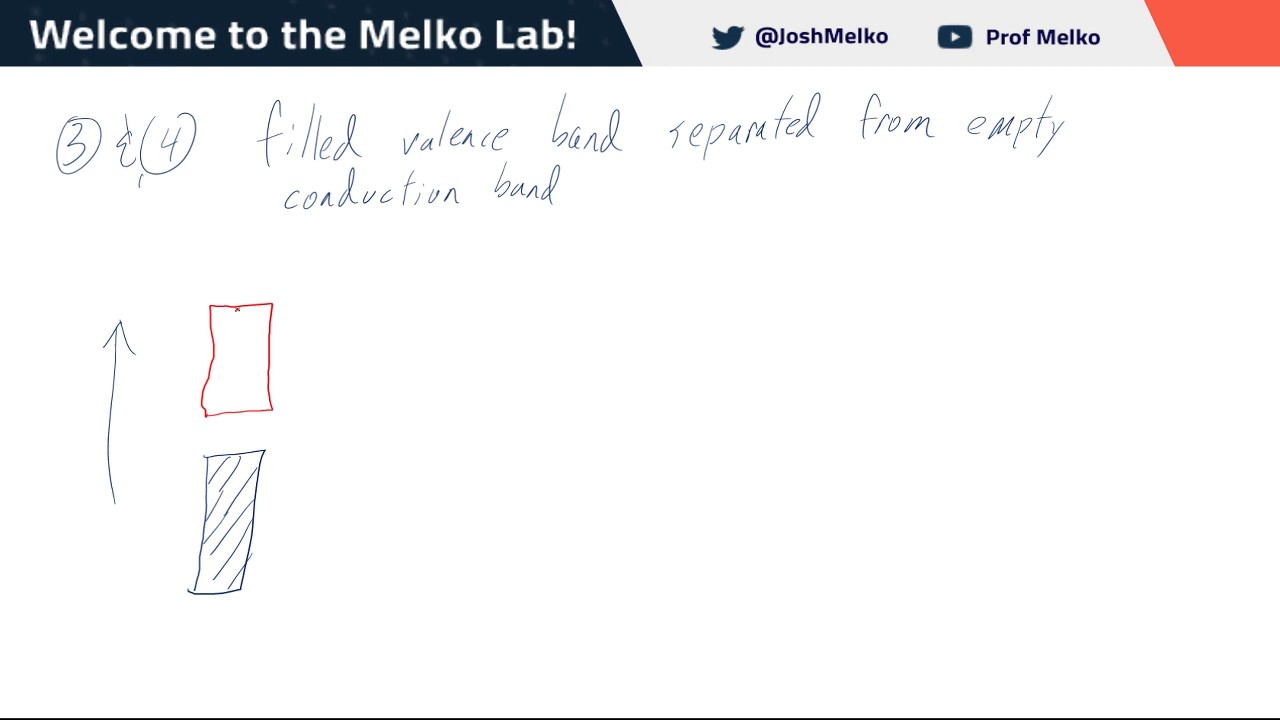 Welcome to the Melko Lab!
@JoshMelko
Prof Melko
③ & ④ filled valence band separated from empty
conduction band